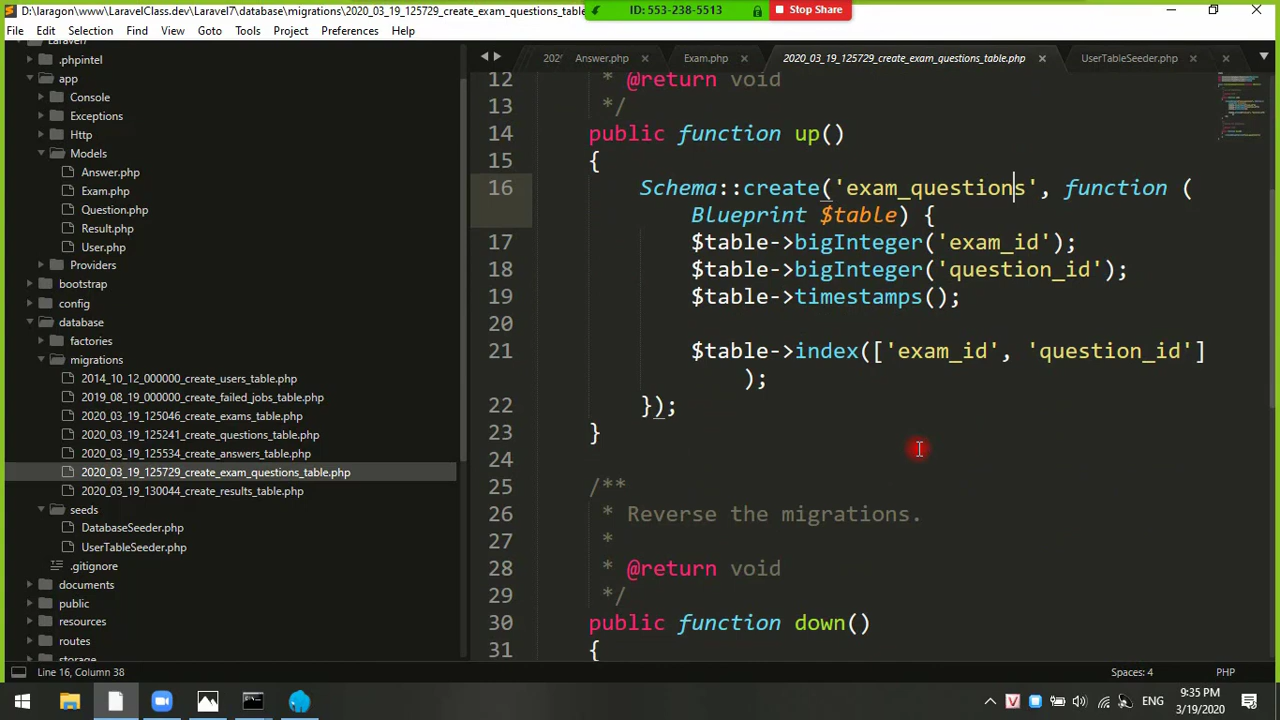 D:\laragon\www\LaravelClass.dev\Laravel7\database\migrations\2020_03_19_125729_create_exam_questions_table
ID: 553-238-5513
Stop Share
File Edit Selection Find View Goto Tools Project Preferences Help
Laravel7
.phpintel
app
Console
Exceptions
Http
Models
Answer.php
Exam.php
Question.php
Result.php
User.php
Providers
bootstrap
config
database
factories
migrations
2014_10_12_000000_create_users_table.php
2019_08_19_000000_create_failed_jobs_table.php
2020_03_19_125046_create_exams_table.php
2020_03_19_125241_create_questions_table.php
2020_03_19_125534_create_answers_table.php
2020_03_19_125729_create_exam_questions_table.php
2020_03_19_130044_create_results_table.php
seeds
DatabaseSeeder.php
UserTableSeeder.php
.gitignore
documents
public
resources
routes
storage
Answer.php Exam.php 2020_03_19_125729_create_exam_questions_table.php UserTableSeeder.php
12 * @return void
13 */
14 public function up()
15 {
16 Schema::create('exam_questions', function (
Blueprint $table) {
17 $table->bigInteger('exam_id');
18 $table->bigInteger('question_id');
19 $table->timestamps();
20
21 $table->index(['exam_id', 'question_id']
);
22 });
23 }
24
25 /**
26 * Reverse the migrations.
27 *
28 * @return void
29 */
30 public function down()
31 {
Line 16, Column 38
Spaces: 4
PHP
ENG
9:35 PM
3/19/2020